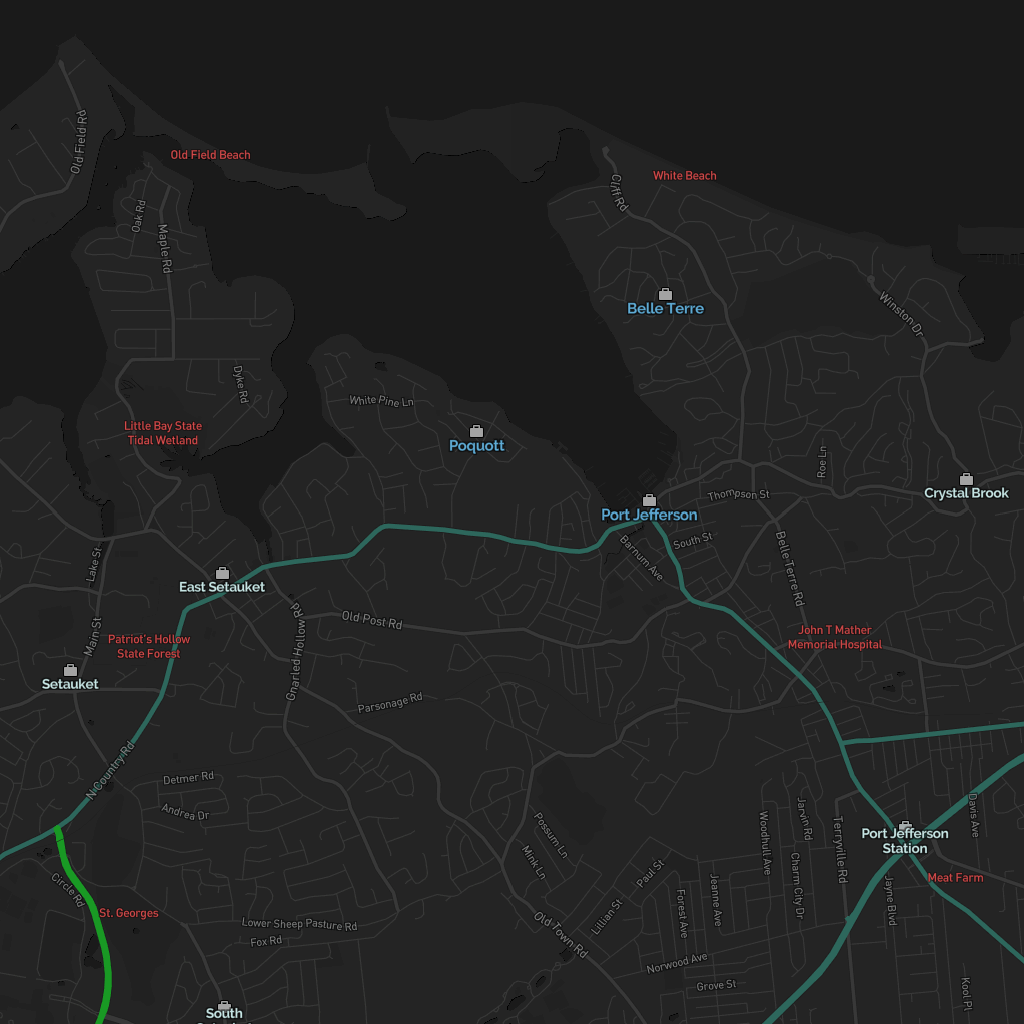 Old Field Rd
Old Field Beach
White Beach
Cliff Rd
Oak Rd
Maple Rd
Belle Terre
Winston Dr
Dyke Rd
White Pine Ln
Little Bay State
Tidal Wetland
Poquott
Roe Ln
Crystal Brook
Thompson St
Port Jefferson
South St
Barnum Ave
Belle Terre Rd
Lake St
East Setauket
Gnarled Hollow Rd
Old Post Rd
Main St
Patriot's Hollow
State Forest
John T Mather
Memorial Hospital
Setauket
Parsonage Rd
N Country Rd
Detmer Rd
Andrea Dr
Possum Ln
Mink Ln
Woodhull Ave
Jarvin Rd
Terryville Rd
Davis Ave
Port Jefferson
Station
Charm City Dr
Paul St
Meat Farm
Circle Rd
St. Georges
Jeanne Ave
Forest Ave
Jayne Blvd
Lillian St
Lower Sheep Pasture Rd
Fox Rd
Old Town Rd
Norwood Ave
Grove St
Kool Pl
South